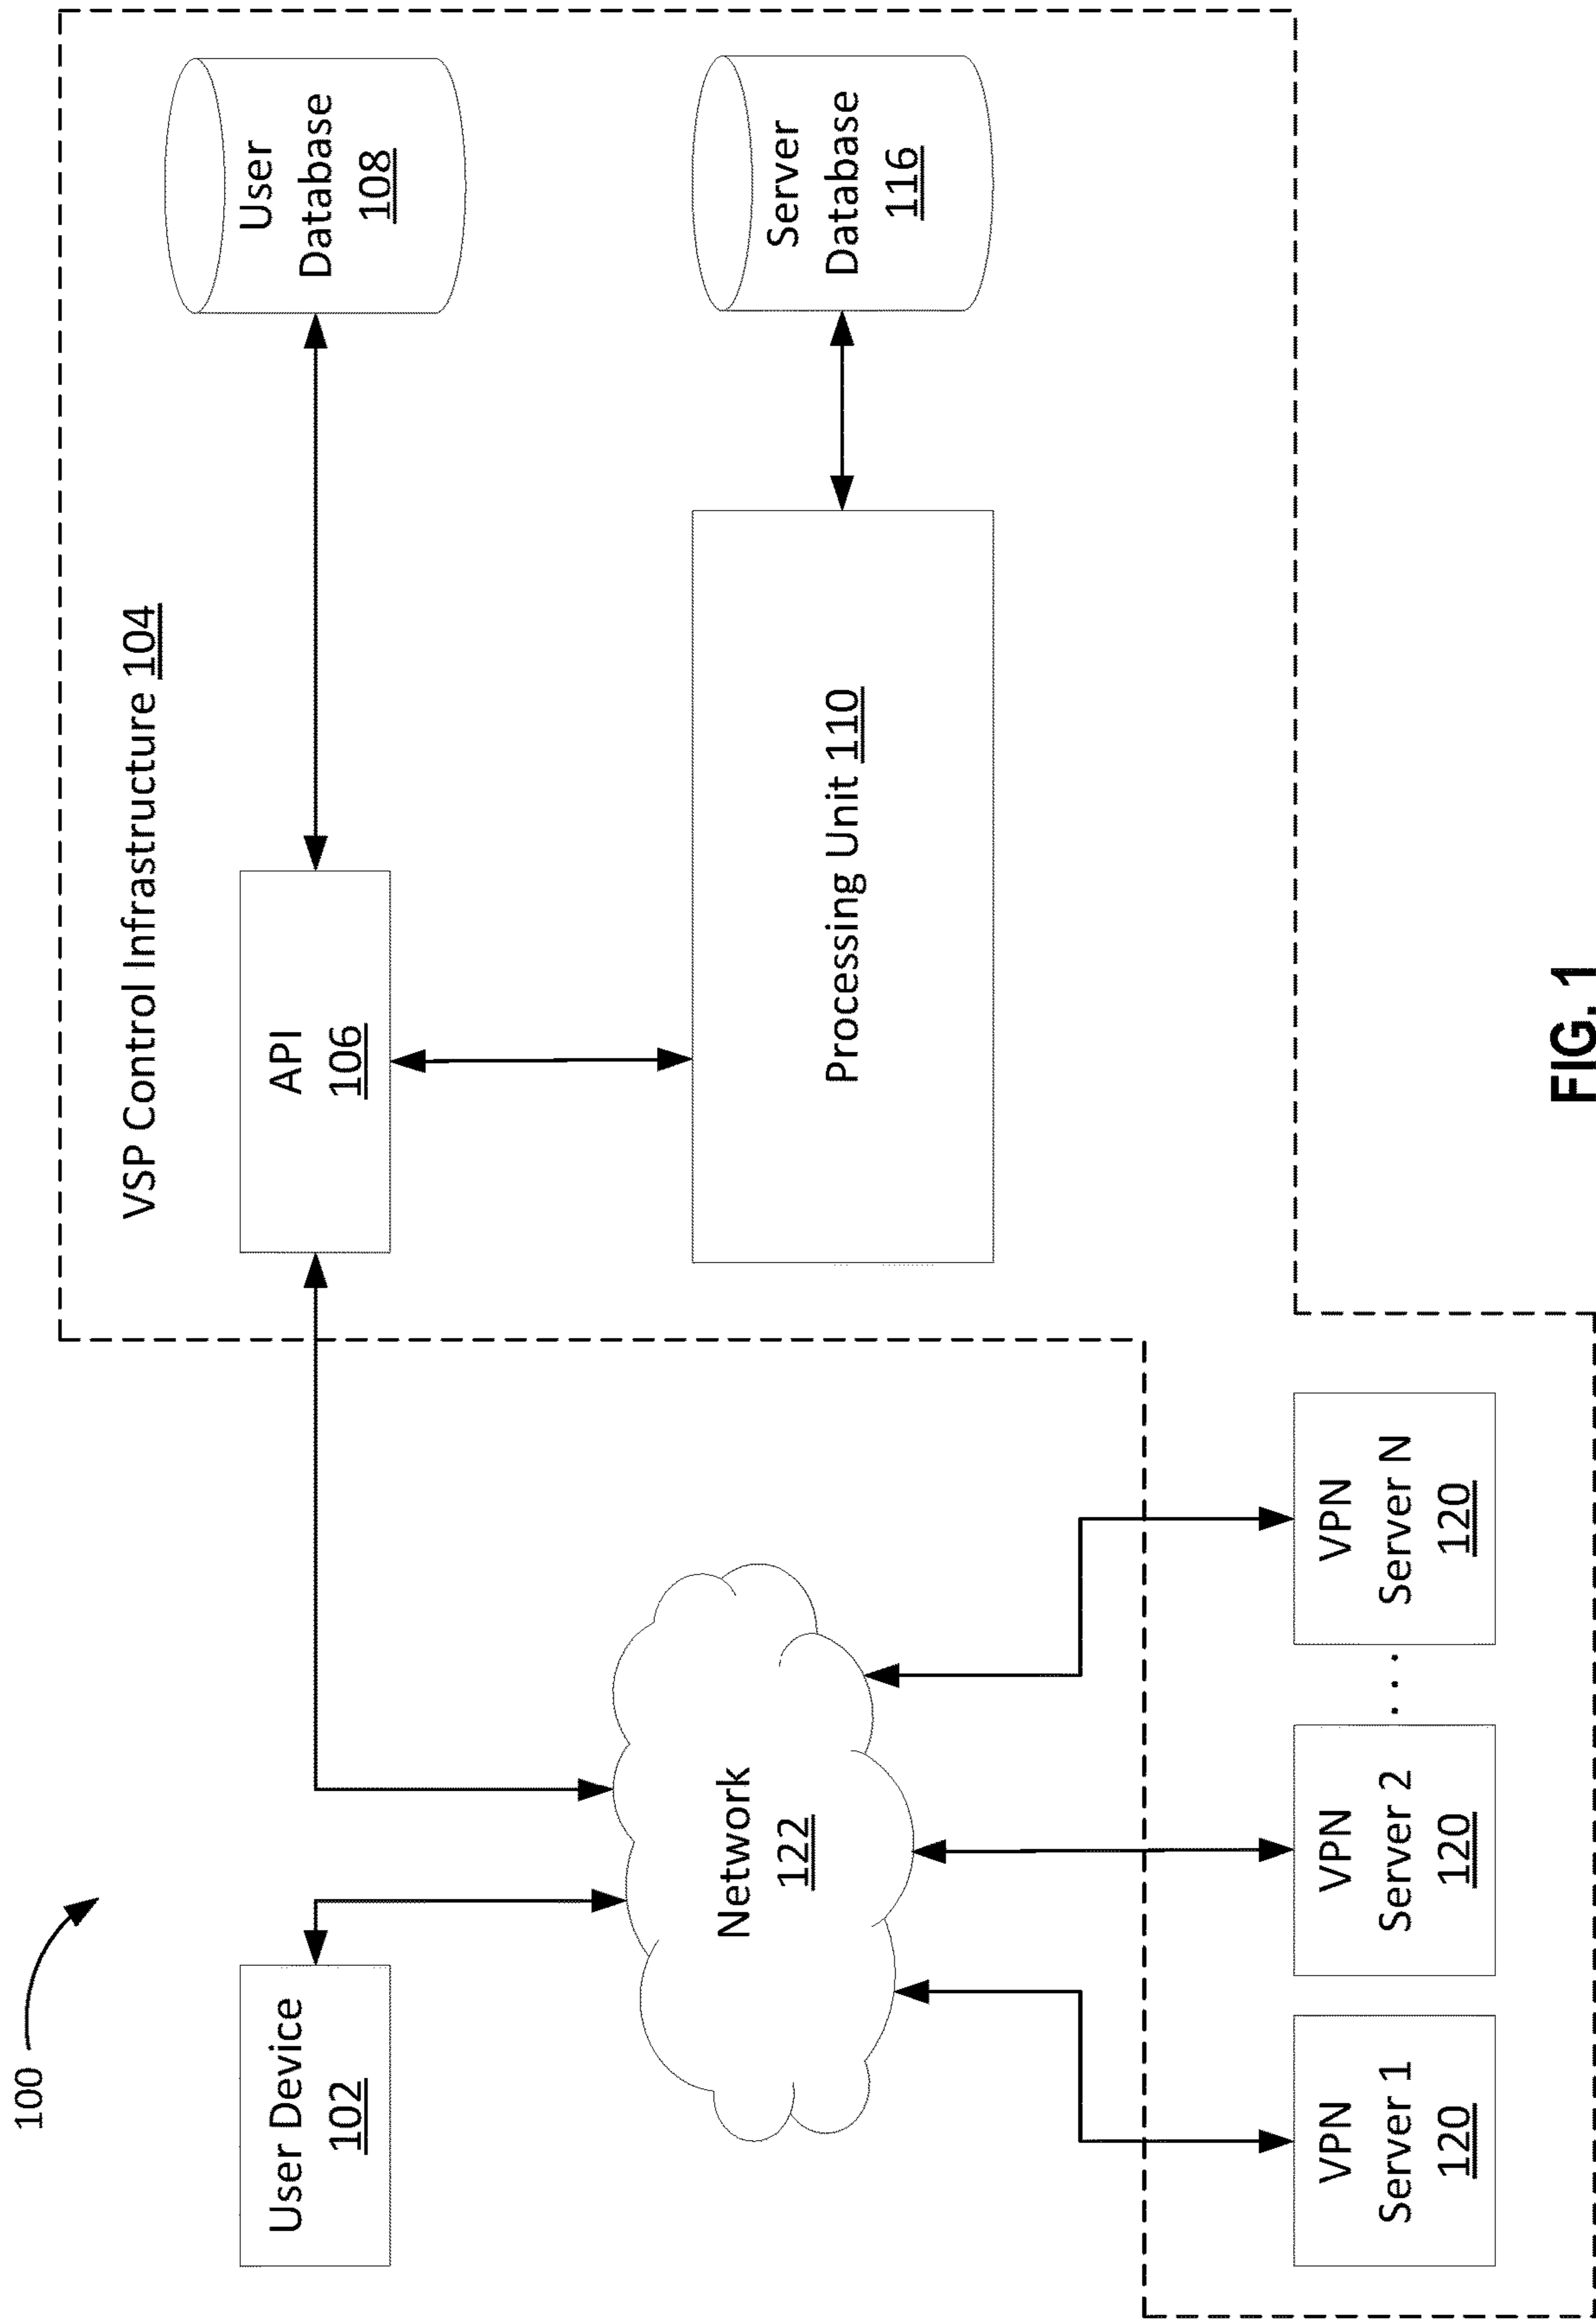 100
VSP Control Infrastructure 104
User Device
102
API
106
User
Database
108
Network
122
Processing Unit 110
Server
Database
116
VPN
Server 1
120
VPN
Server 2
120
. . .
VPN
Server N
120
FIG. 1